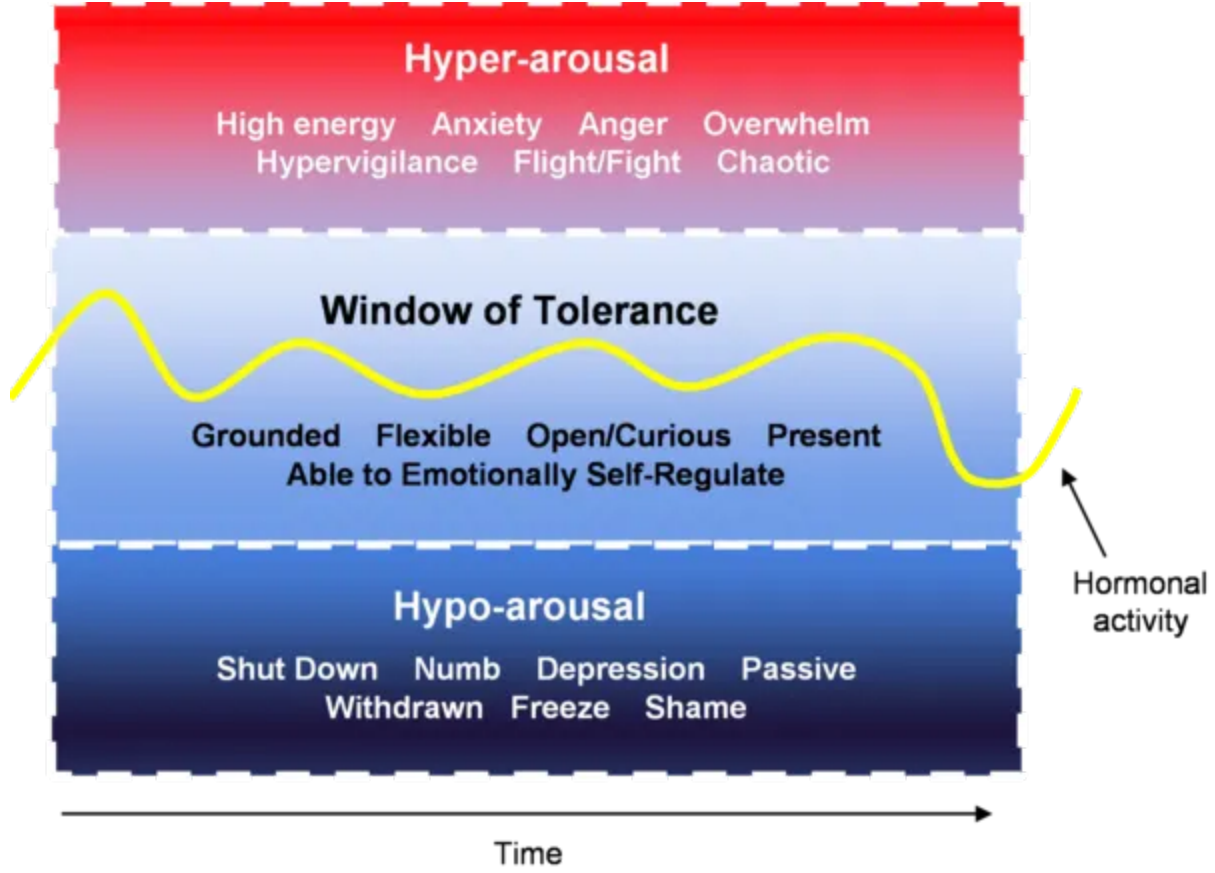 Hyper-arousal
High energy Anxiety Anger Overwhelm
Hypervigilance Flight/Fight Chaotic
Window of Tolerance
Grounded Flexible Open/Curious Present
Able to Emotionally Self-Regulate
Hypo-arousal
Shut Down Numb Depression Passive
Withdrawn Freeze Shame
Hormonal
activity
Time